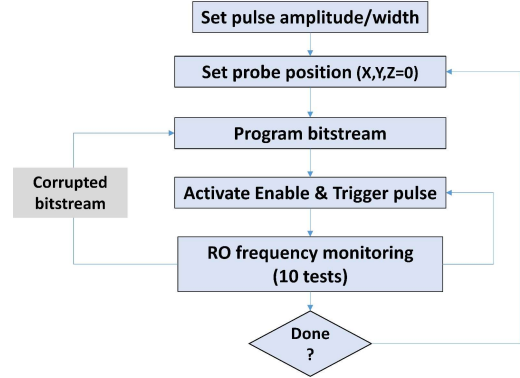 Set pulse amplitude/width
Set probe position (X,Y,Z=0)
Program bitstream
Corrupted
bitstream
Activate Enable & Trigger pulse
RO frequency monitoring
(10 tests)
Done
?